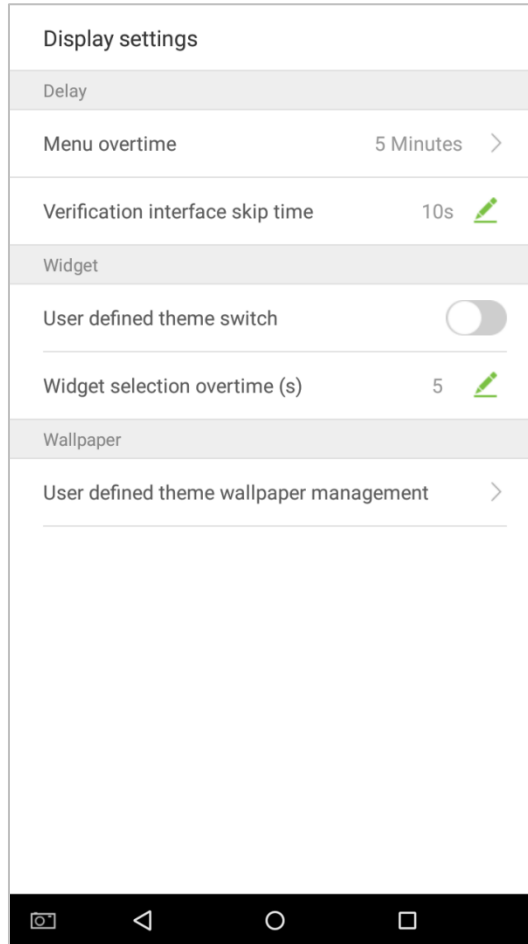 Display settings
Delay
Menu overtime 5 Minutes
Verification interface skip time 10s
Widget
User defined theme switch
Widget selection overtime (s) 5
Wallpaper
User defined theme wallpaper management